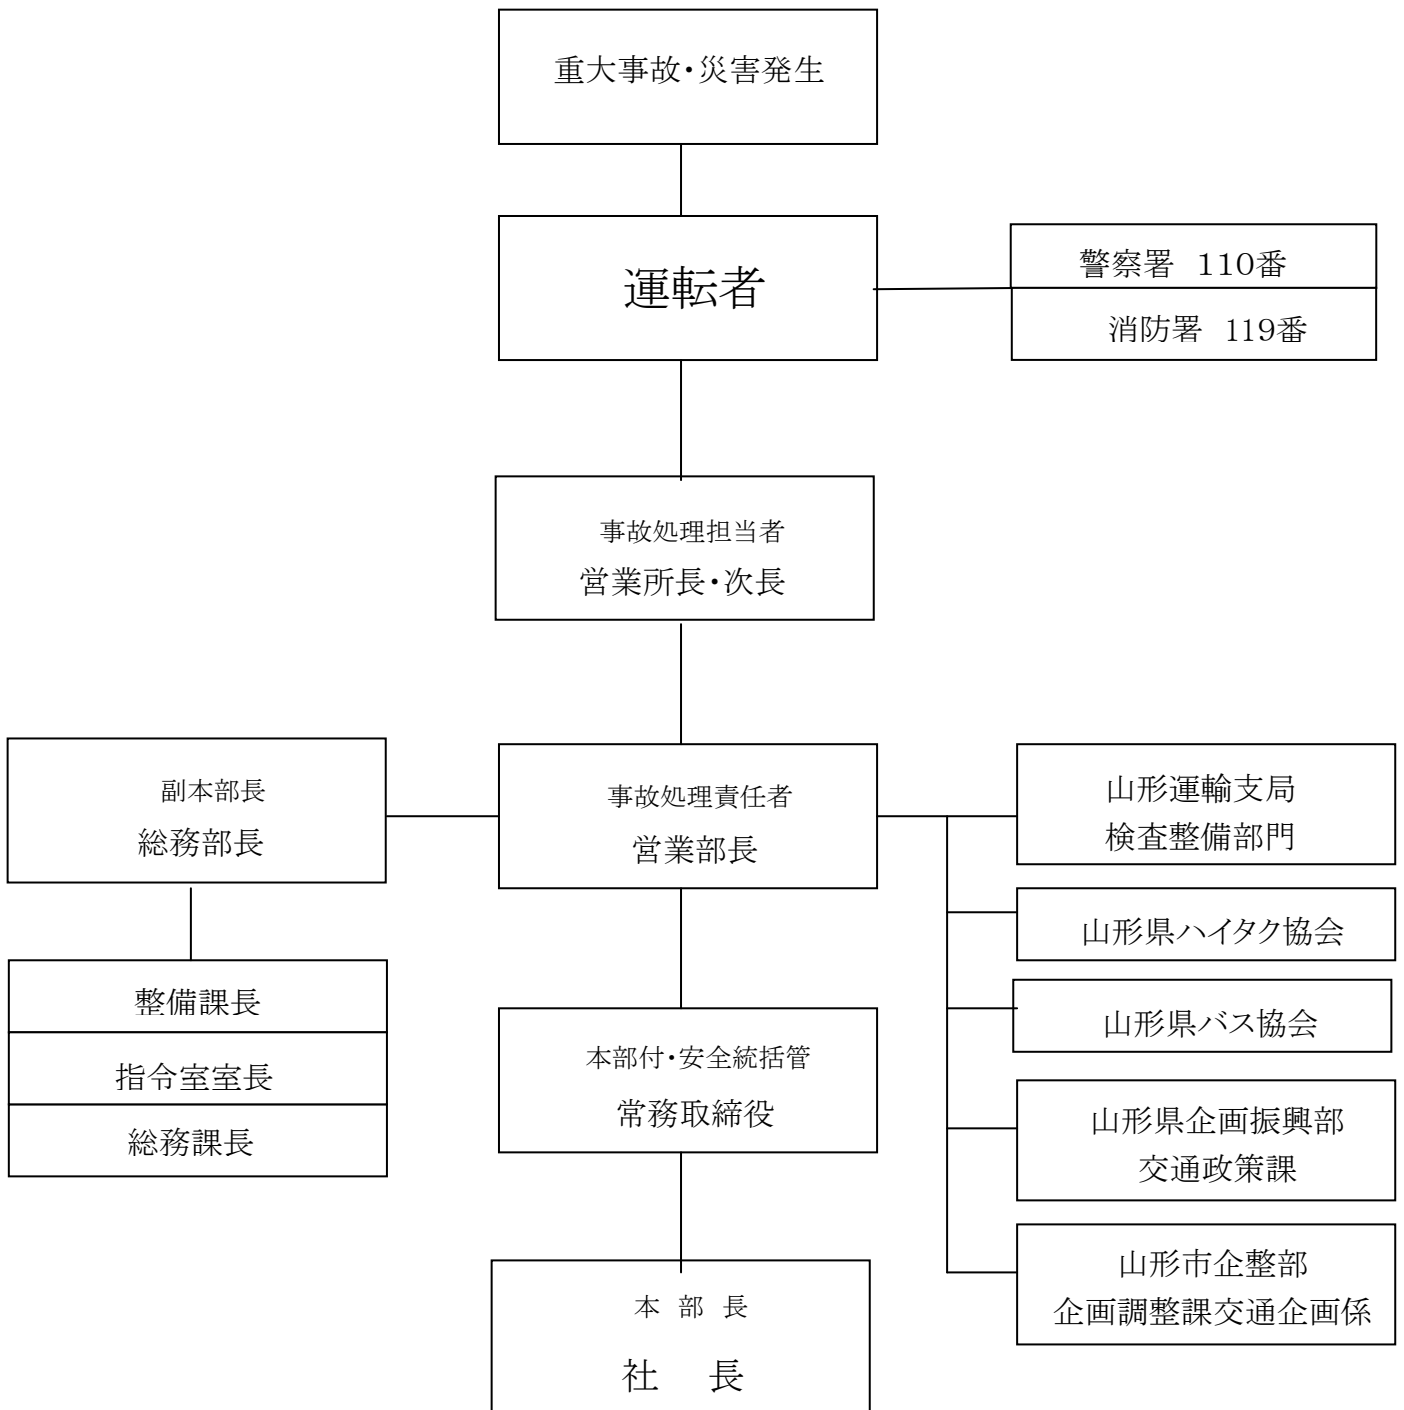 重大事故・災害発生
運転者
警察署 110番
消防署 119番
事故処理担当者
営業所長・次長
副本部長
総務部長
事故処理責任者
営業部長
山形運輸支局
検査整備部門
山形県ハイタク協会
山形県バス協会
山形県企画振興部
交通政策課
山形市企整部
企画調整課交通企画係
整備課長
指令室室長
総務課長
本部付・安全統括管
常務取締役
本 部 長
社 長